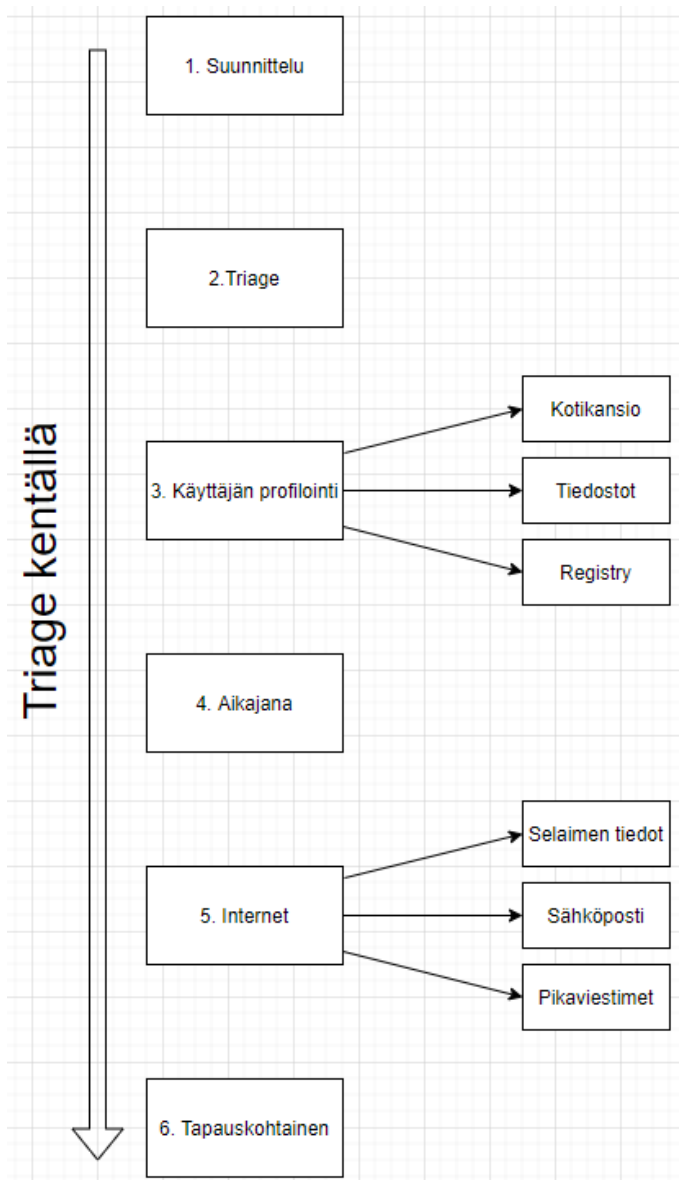 Triage kentällä
1. Suunnittelu
2.Triage
3. Käyttäjän profilointi
Kotikansio
Tiedostot
Registry
4. Aikajana
5. Internet
Selaimen tiedot
Sähköposti
Pikaviestimet
6. Tapauskohtainen